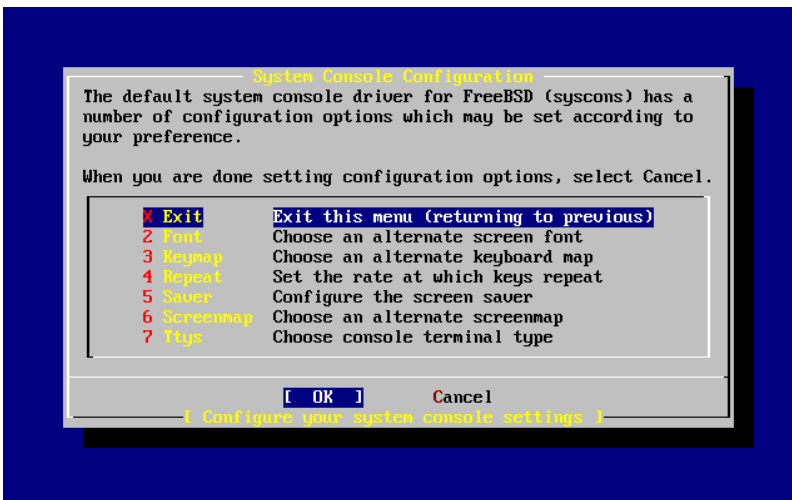 System Console Configuration
The default system console driver for FreeBSD (syscons) has a
number of configuration options which may be set according to
your preference.
When you are done setting configuration options, select Cancel.
X Exit Exit this menu (returning to previous)
2 Font Choose an alternate screen font
3 Keymap Choose an alternate keyboard map
4 Repeat Set the rate at which keys repeat
5 Saver Configure the screen saver
6 Screenmap Choose an alternate screenmap
7 Ttys Choose console terminal type
[ OK ] Cancel
[ Configure your system console settings ]